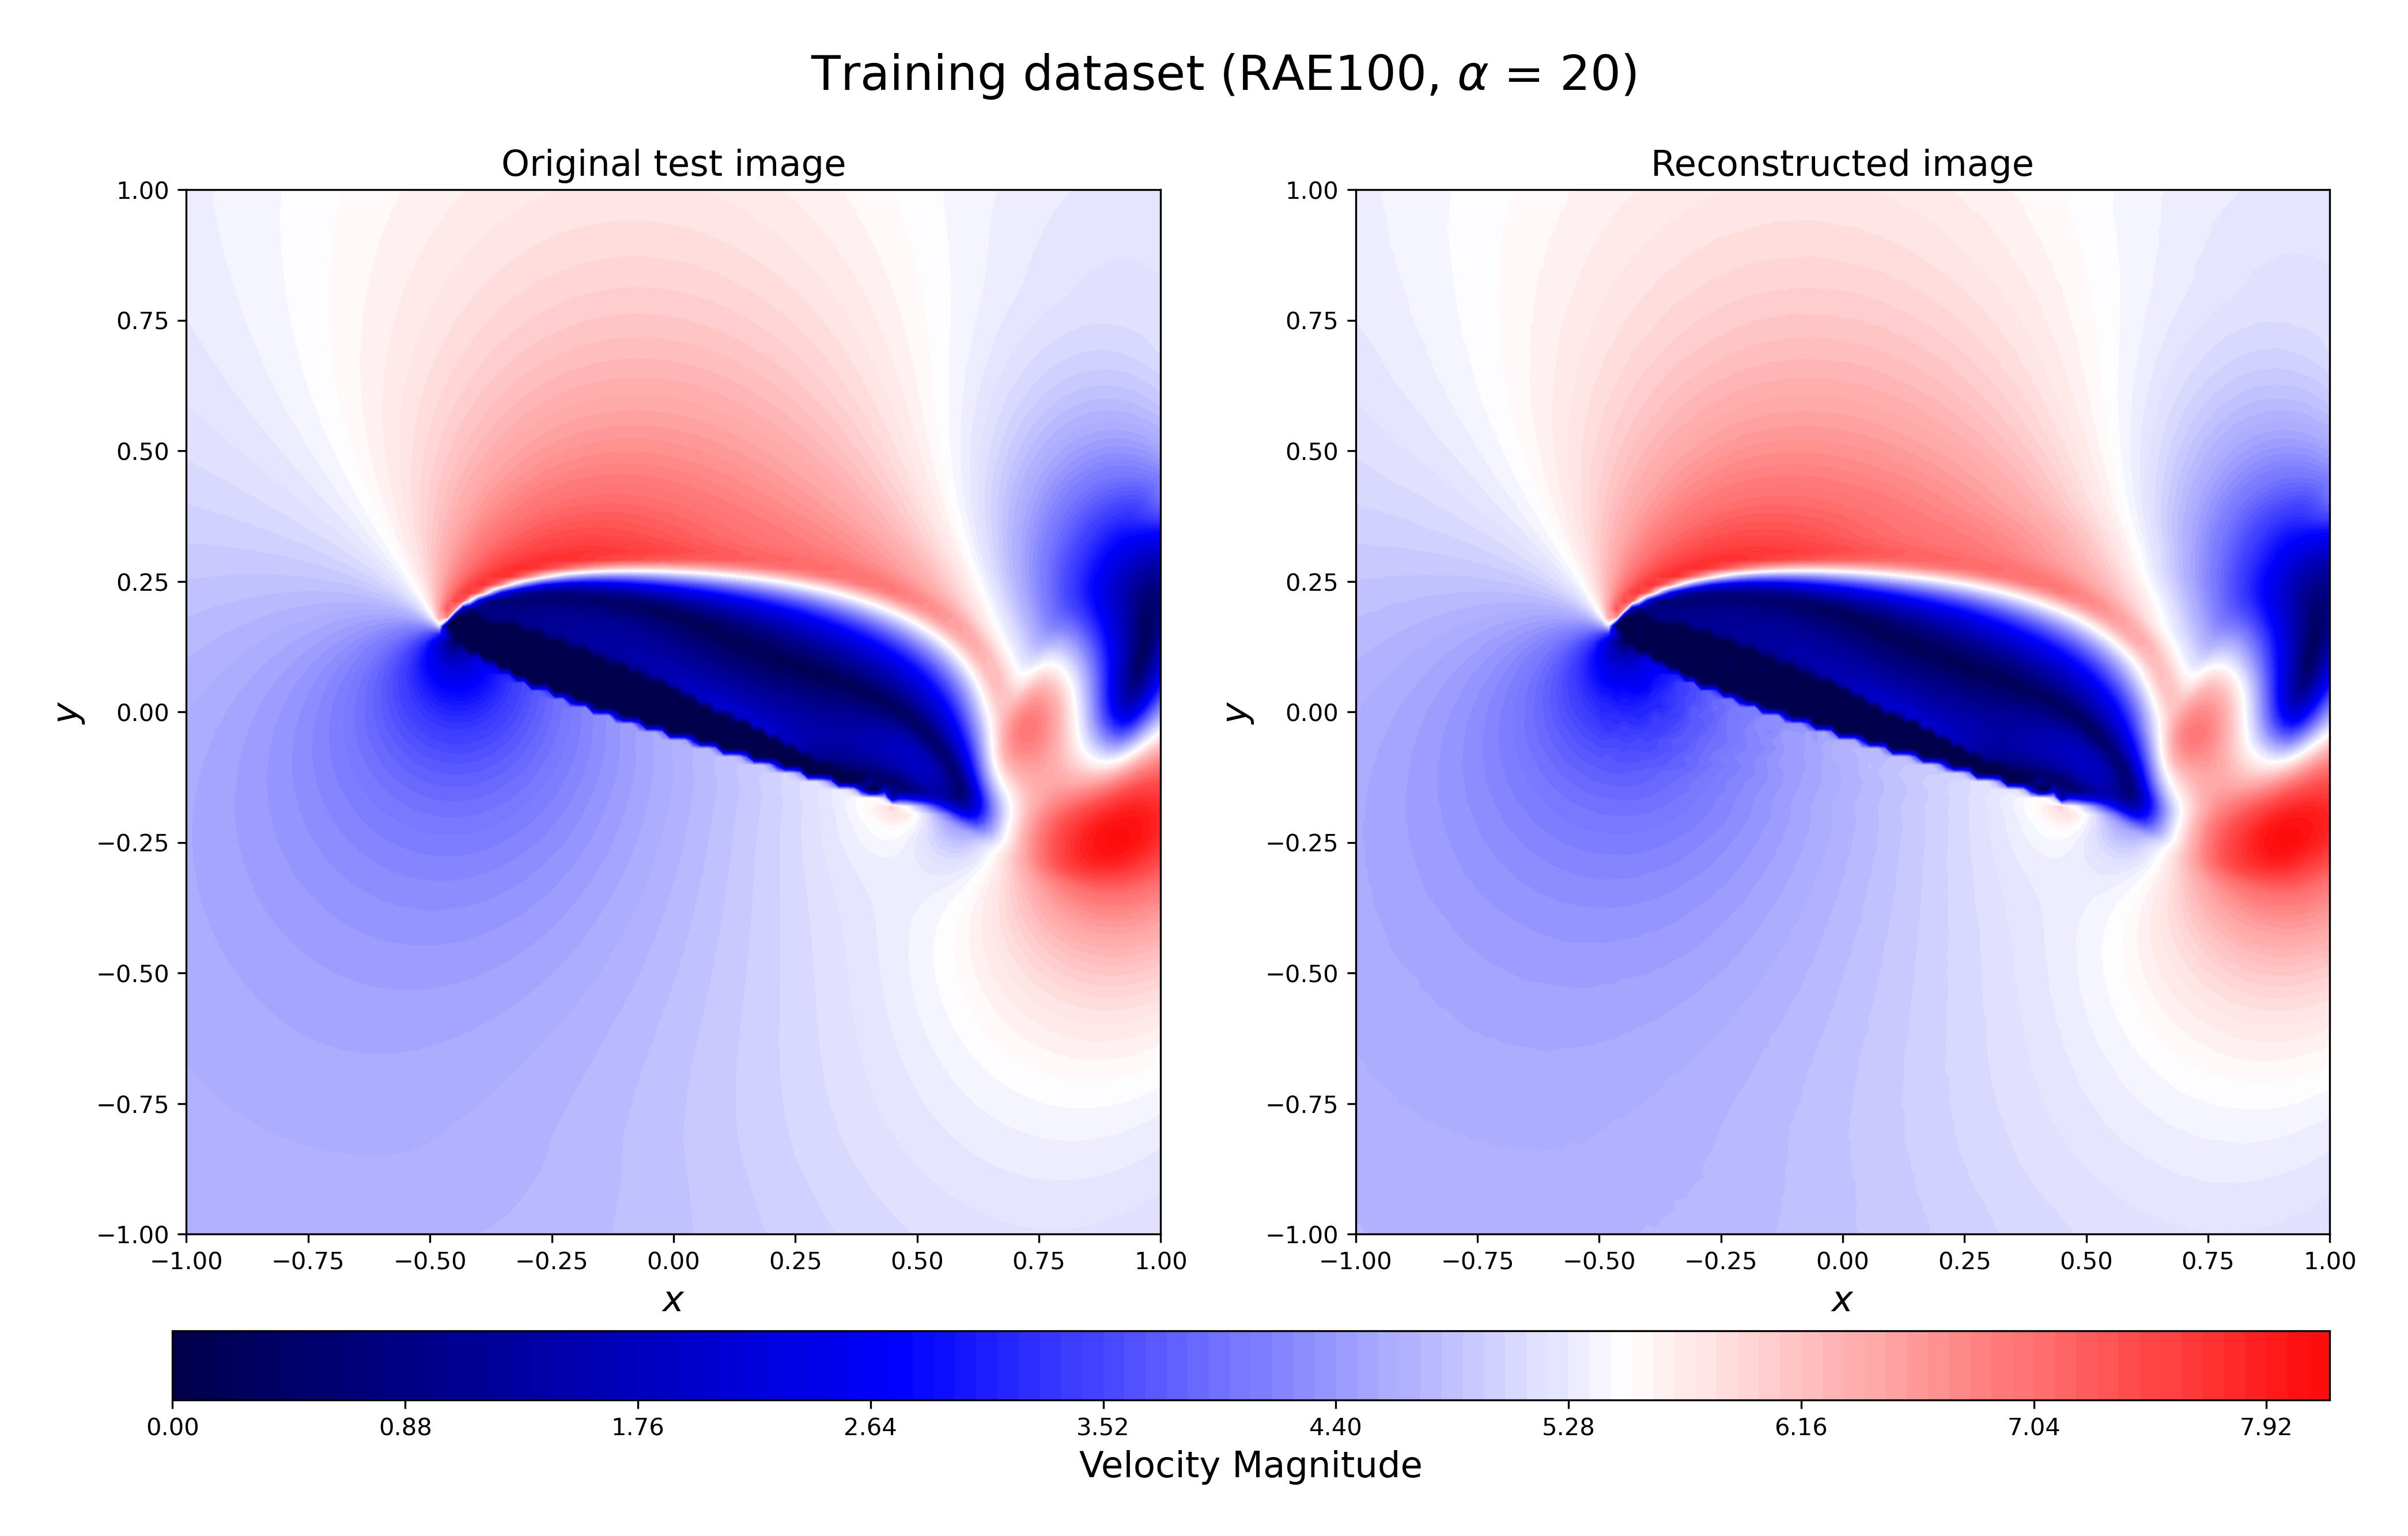 Training dataset (RAE100, α = 20)
Original test image
1.00
0.75
0.50
0.25
0.00
−0.25
−0.50
−0.75
−1.00
y
−1.00 −0.75 −0.50 −0.25 0.00 0.25 0.50 0.75 1.00
x
Reconstructed image
1.00
0.75
0.50
0.25
0.00
−0.25
−0.50
−0.75
−1.00
y
−1.00 −0.75 −0.50 −0.25 0.00 0.25 0.50 0.75 1.00
x
0.00 0.88 1.76 2.64 3.52 4.40 5.28 6.16 7.04 7.92
Velocity Magnitude